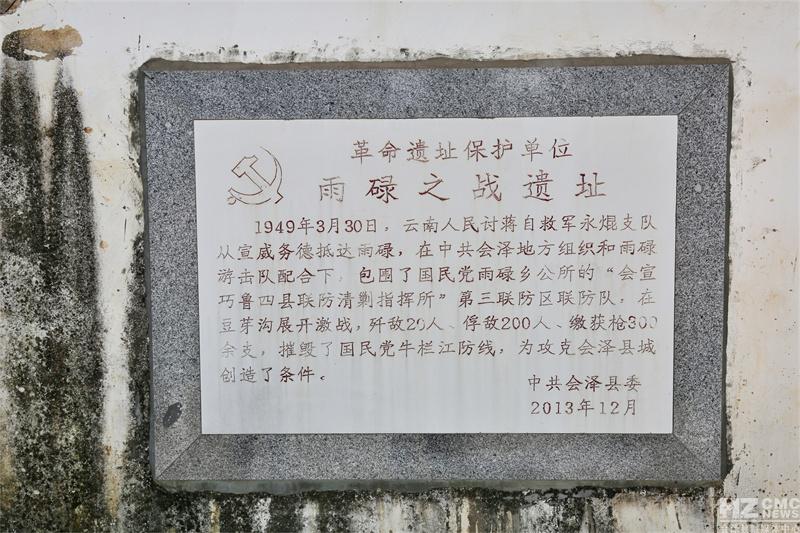 革命遗址保护单位
雨碌之战遗址
1949年3月30日，云南人民讨蒋自救军永焜支队
从宣威务德抵达雨碌，在中共会泽地方组织和雨碌
游击队配合下，包围了国民党雨碌乡公所的“会宣
巧鲁四县联防清剿指挥所”第三联防区联防队，在
豆芽沟展开激战，歼敌20人、俘敌200人、缴获枪300
余支，摧毁了国民党牛栏江防线，为攻克会泽县城
创造了条件。
中共会泽县委
2013年12月
HZ CMC
NEWS